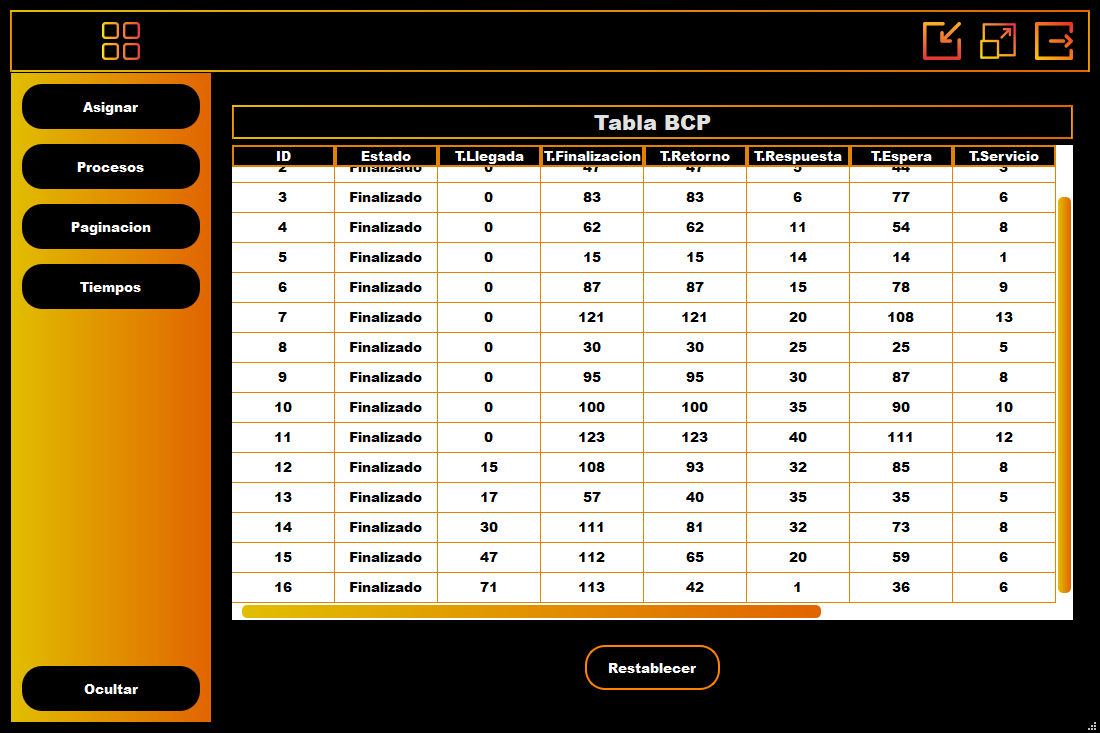 Asignar
Procesos
Paginacion
Tiempos
Ocultar
Tabla BCP
ID Estado T.Llegada T.Finalizacion T.Retorno T.Respuesta T.Espera T.Servicio
2 Finalizado 0 47 47 5 44 3
3 Finalizado 0 83 83 6 77 6
4 Finalizado 0 62 62 11 54 8
5 Finalizado 0 15 15 14 14 1
6 Finalizado 0 87 87 15 78 9
7 Finalizado 0 121 121 20 108 13
8 Finalizado 0 30 30 25 25 5
9 Finalizado 0 95 95 30 87 8
10 Finalizado 0 100 100 35 90 10
11 Finalizado 0 123 123 40 111 12
12 Finalizado 15 108 93 32 85 8
13 Finalizado 17 57 40 35 35 5
14 Finalizado 30 111 81 32 73 8
15 Finalizado 47 112 65 20 59 6
16 Finalizado 71 113 42 1 36 6
Restablecer